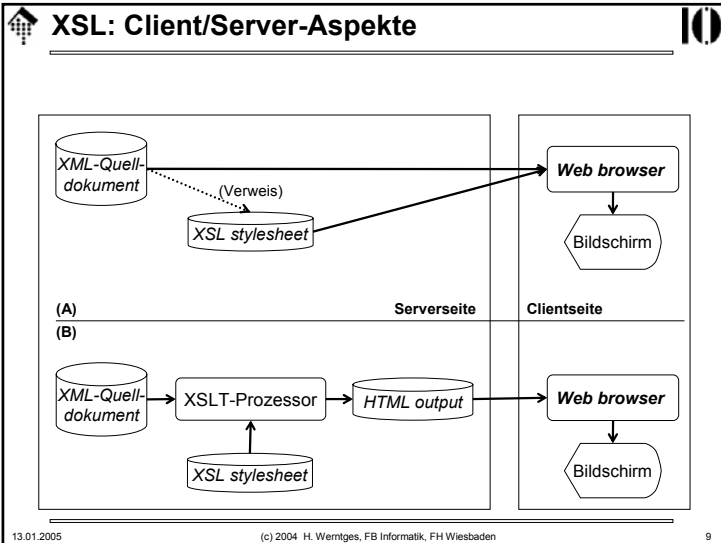 XSL: Client/Server-Aspekte
XML-Quell-
dokument
(Verweis)
XSL stylesheet
Web browser
Bildschirm
(A)
Serverseite
Clientseite
(B)
XML-Quell-
dokument
XSLT-Prozessor
HTML output
Web browser
XSL stylesheet
Bildschirm
13.01.2005
(c) 2004 H. Werntges, FB Informatik, FH Wiesbaden
9